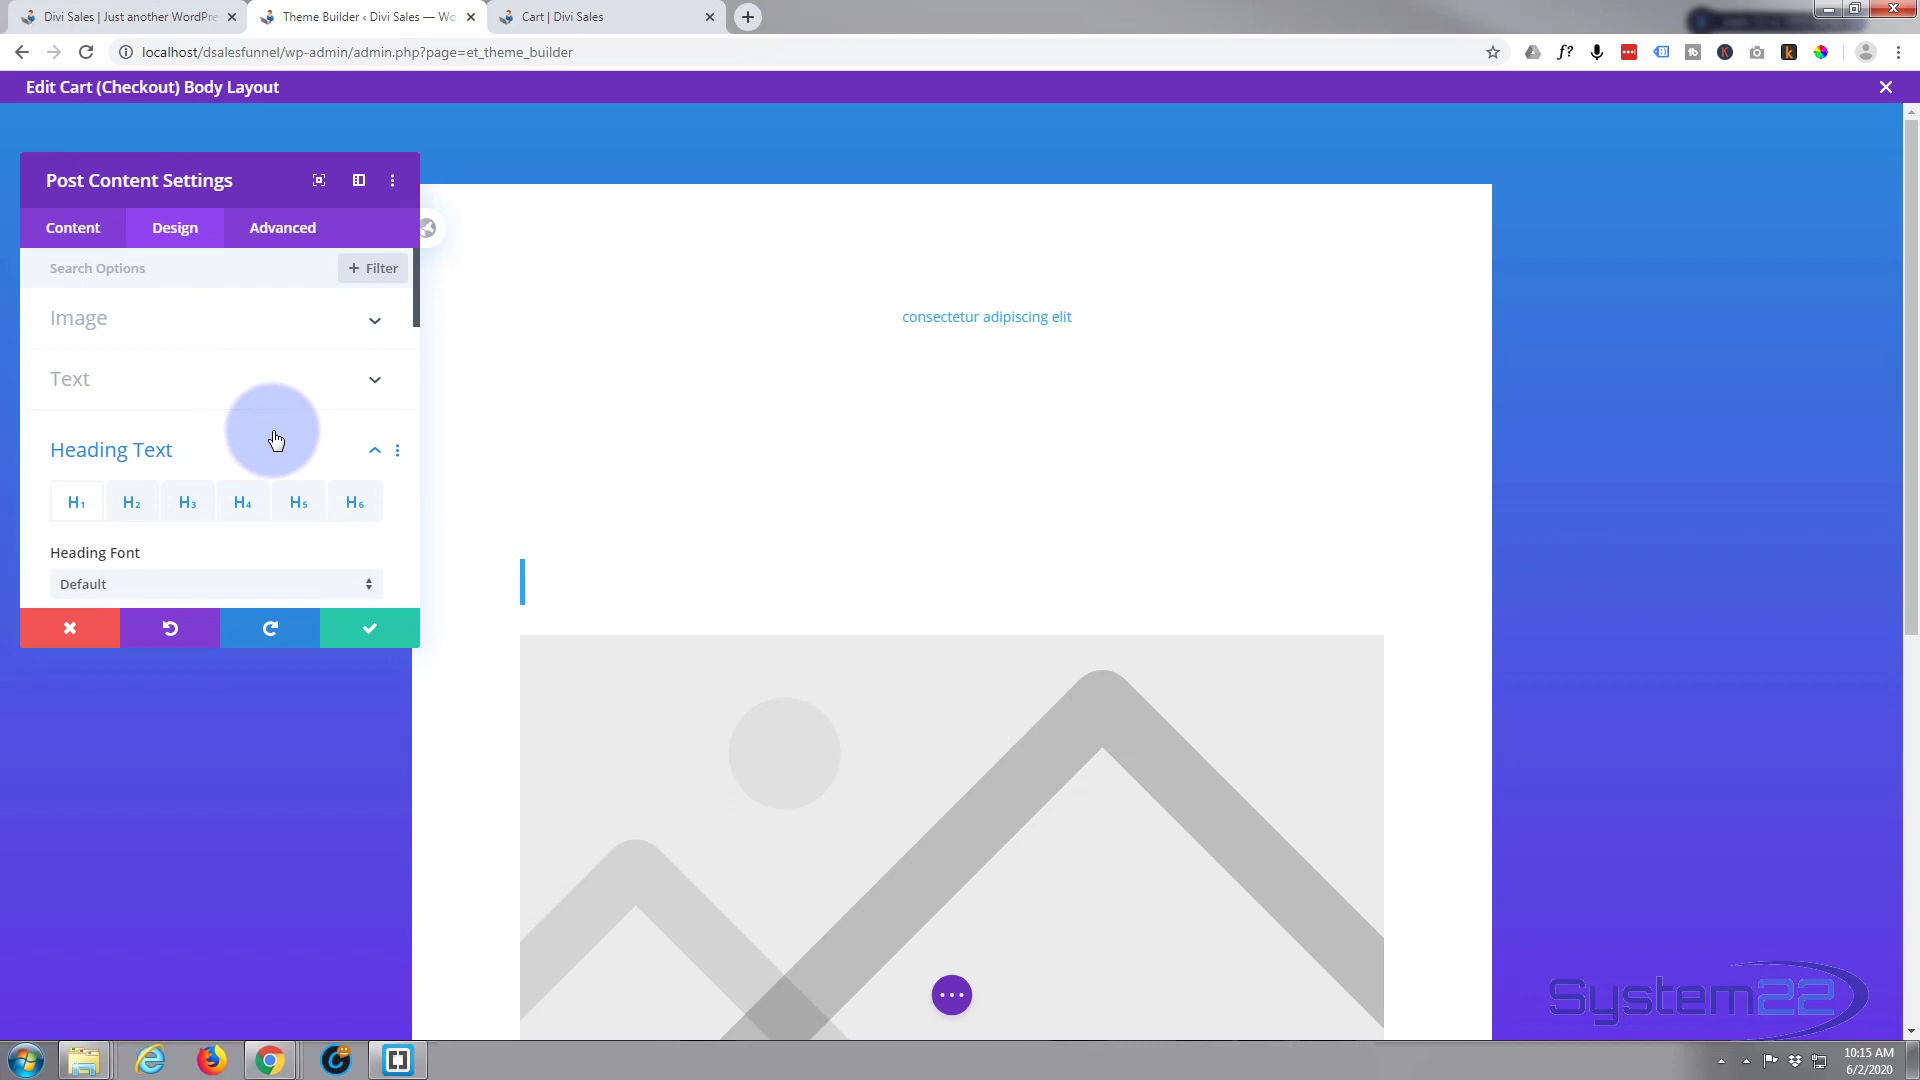 Divi Sales | Just another WordPre
Theme Builder ‹ Divi Sales — Wo
Cart | Divi Sales
localhost/dsalesfunnel/wp-admin/admin.php?page=et_theme_builder
Edit Cart (Checkout) Body Layout
Post Content Settings
Content Design Advanced
Search Options + Filter
Image
Text
Heading Text
H1 H2 H3 H4 H5 H6
Heading Font
Default
consectetur adipiscing elit
System22
10:15 AM
6/2/2020